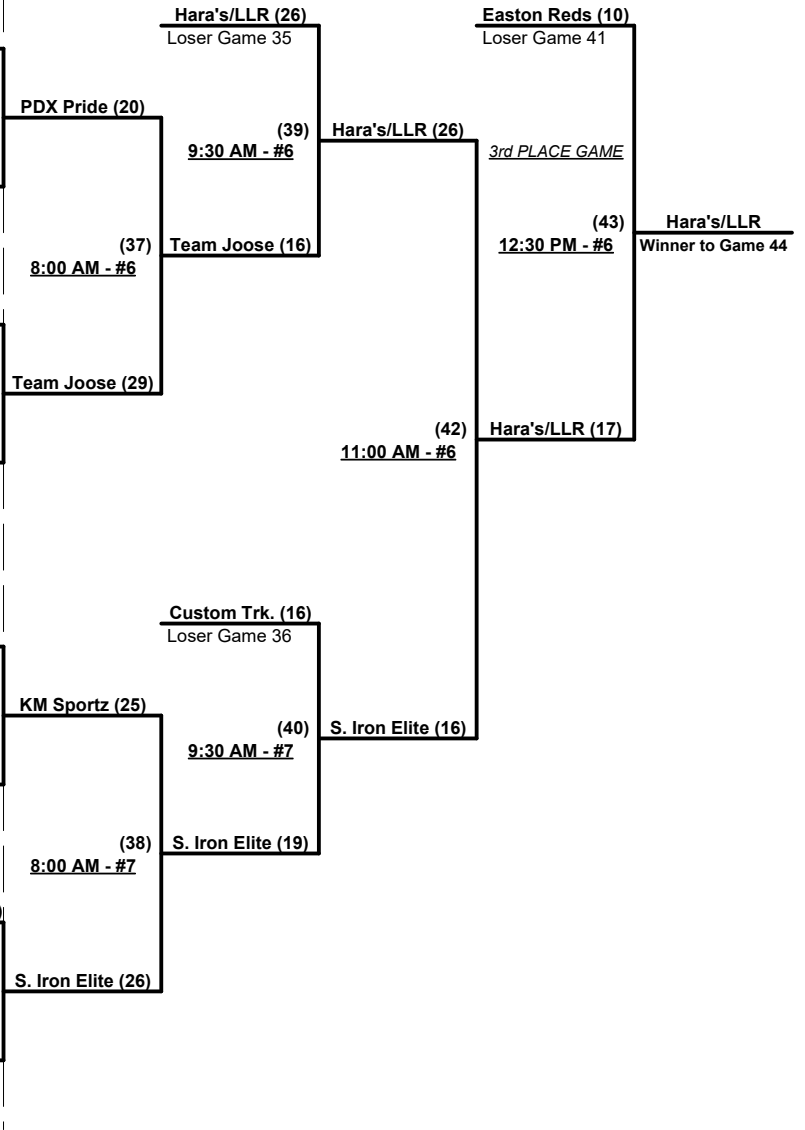 Hara's/LLR (26)
Loser Game 35
Easton Reds (10)
Loser Game 41
PDX Pride (20)
(39)
9:30 AM - #6
Hara's/LLR (26)
3rd PLACE GAME
(37)
8:00 AM - #6
Team Joose (16)
(43)
12:30 PM - #6
Hara's/LLR
Winner to Game 44
Team Joose (29)
(42)
11:00 AM - #6
Hara's/LLR (17)
Custom Trk. (16)
Loser Game 36
KM Sportz (25)
(40)
9:30 AM - #7
S. Iron Elite (16)
(38)
8:00 AM - #7
S. Iron Elite (19)
)
S. Iron Elite (26)